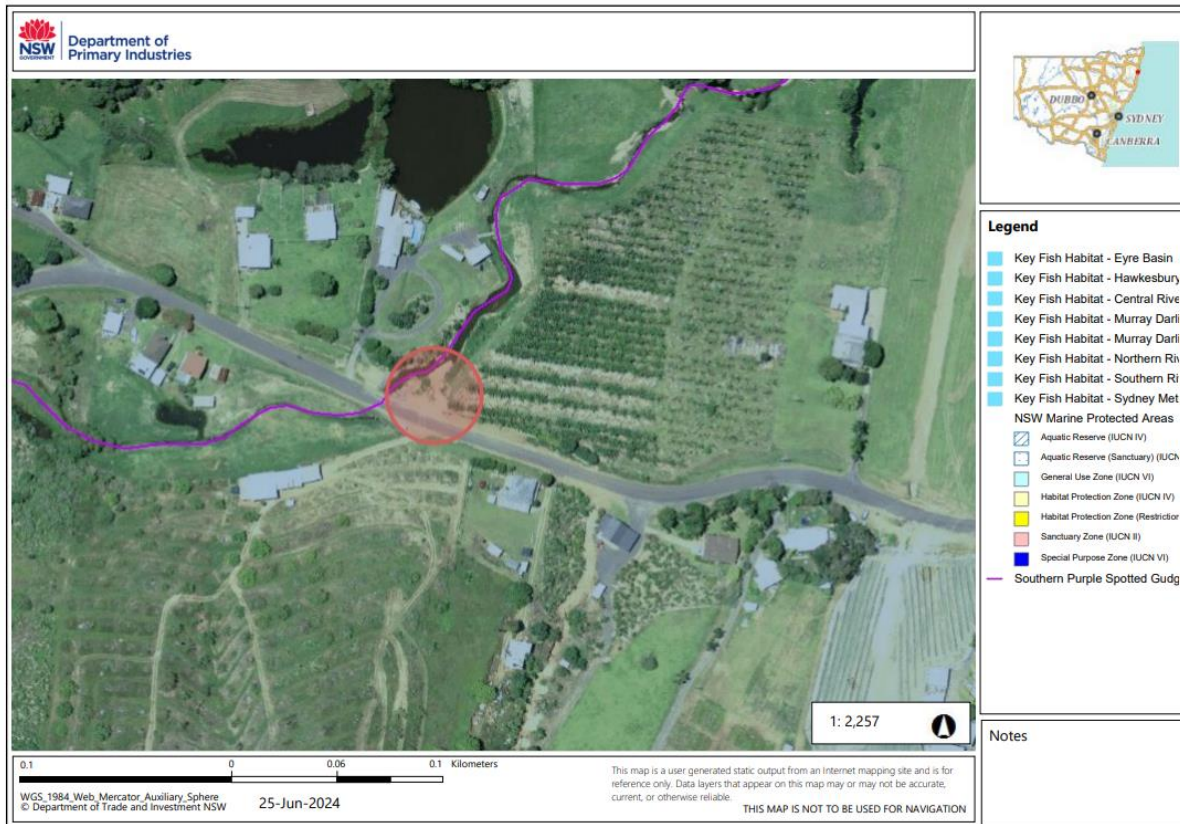 NSW
GOVERNMENT
Department of
Primary Industries
DUBBO
SYDNEY
CANBERRA
Legend
Key Fish Habitat - Eyre Basin
Key Fish Habitat - Hawkesbury
Key Fish Habitat - Central Rive
Key Fish Habitat - Murray Darli
Key Fish Habitat - Murray Darli
Key Fish Habitat - Northern Riv
Key Fish Habitat - Southern Ri
Key Fish Habitat - Sydney Met
NSW Marine Protected Areas
Aquatic Reserve (IUCN IV)
Aquatic Reserve (Sanctuary) (IUCN
General Use Zone (IUCN VI)
Habitat Protection Zone (IUCN IV)
Habitat Protection Zone (Restriction
Sanctuary Zone (IUCN II)
Special Purpose Zone (IUCN VI)
Southern Purple Spotted Gudg
1: 2,257
Notes
0.1 0 0.06 0.1 Kilometers
WGS_1984_Web_Mercator_Auxiliary_Sphere
© Department of Trade and Investment NSW
25-Jun-2024
This map is a user generated static output from an Internet mapping site and is for
reference only. Data layers that appear on this map may or may not be accurate,
current, or otherwise reliable.
THIS MAP IS NOT TO BE USED FOR NAVIGATION